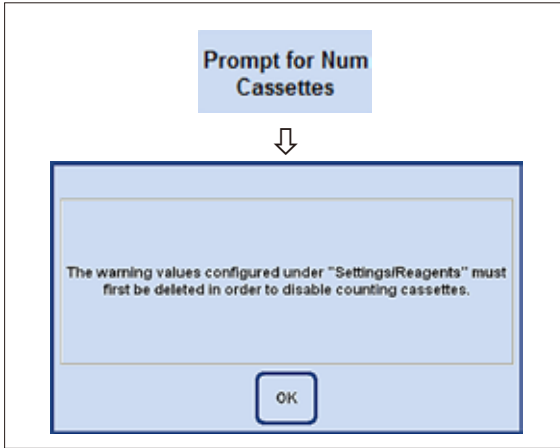 Prompt for Num
Cassettes
The warning values configured under "Settings/Reagents" must
first be deleted in order to disable counting cassettes.
OK